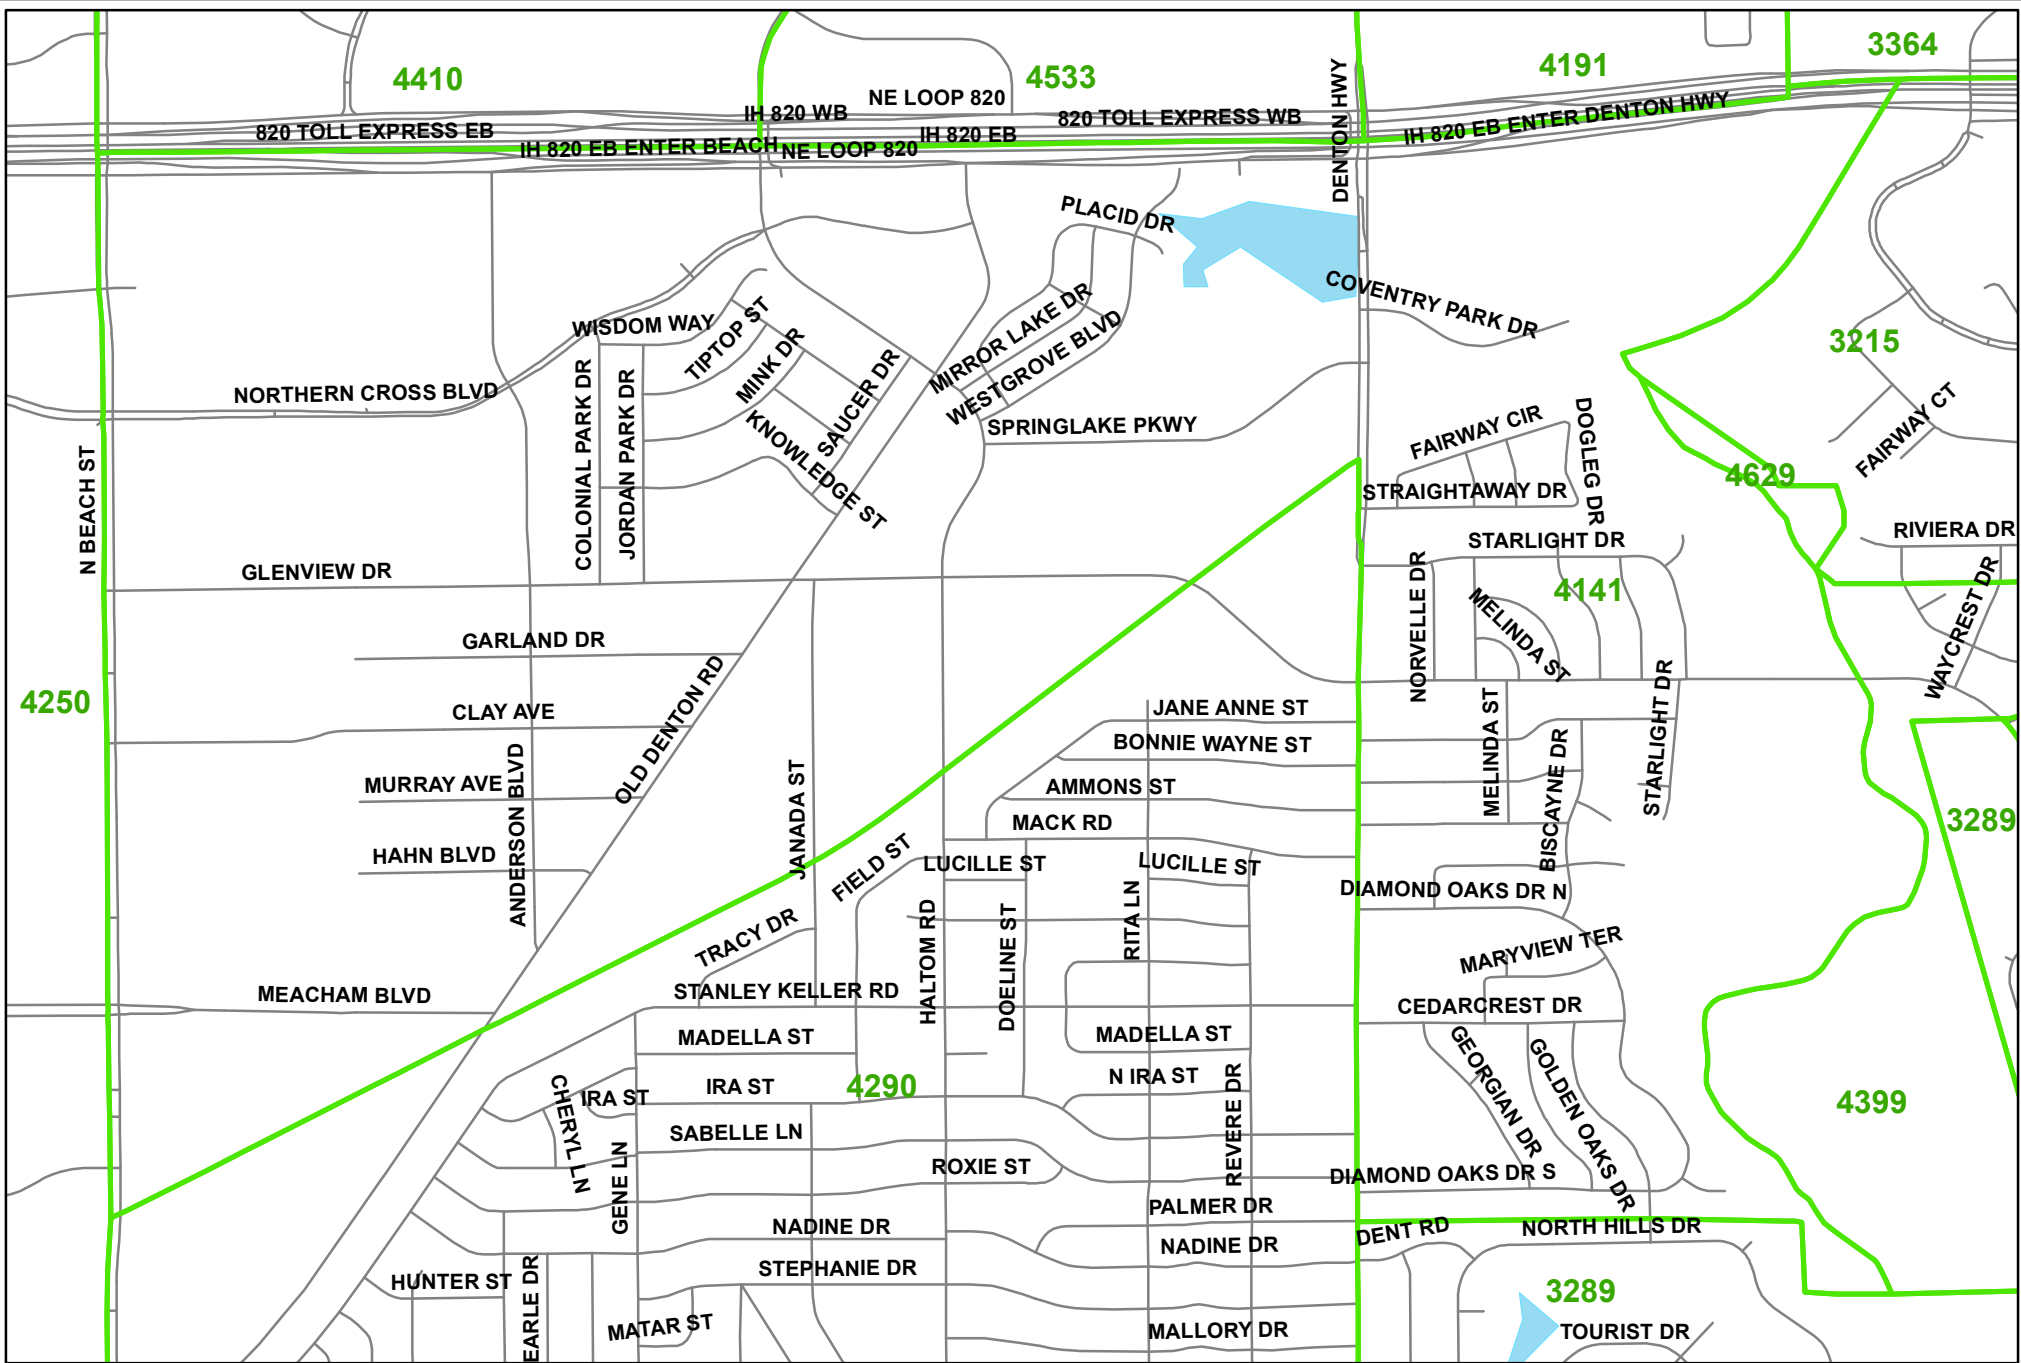 3364
4191
4410
4533
NE LOOP 820
IH 820 WB
820 TOLL EXPRESS WB
IH 820 EB ENTER DENTON HWY
DENTON HWY
820 TOLL EXPRESS EB
IH 820 EB
IH 820 EB ENTER BEACH
NE LOOP 820
PLACID DR
COVENTRY PARK DR
WISDOM WAY
TIPTOP ST
MIRROR LAKE DR
WESTGROVE BLVD
3215
MINK DR
SAUCER DR
NORTHERN CROSS BLVD
COLONIAL PARK DR
JORDAN PARK DR
KNOWLEDGE ST
SPRINGLAKE PKWY
FAIRWAY CIR
DOGLEG DR
FAIRWAY CT
N BEACH ST
4629
STRAIGHTAWAY DR
RIVIERA DR
STARLIGHT DR
GLENVIEW DR
NORVELLE DR
4141
WAYCREST DR
MELINDA ST
GARLAND DR
OLD DENTON RD
4250
CLAY AVE
JANE ANNE ST
STARLIGHT DR
BONNIE WAYNE ST
MELINDA ST
BISCAYNE DR
MURRAY AVE
ANDERSON BLVD
JANADA ST
AMMONS ST
MACK RD
3289
HAHN BLVD
FIELD ST
LUCILLE ST
LUCILLE ST
DIAMOND OAKS DR N
RITA LN
HALTOM RD
DOELINE ST
TRACY DR
MARYVIEW TER
MEACHAM BLVD
STANLEY KELLER RD
CEDARCREST DR
MADELLA ST
MADELLA ST
GEORGIAN DR
GOLDEN OAKS DR
CHERYL LN
IRA ST
IRA ST
4290
N IRA ST
REVERE DR
4399
SABELLE LN
GENE LN
ROXIE ST
DIAMOND OAKS DR S
PALMER DR
NADINE DR
NADINE DR
DENT RD
NORTH HILLS DR
STEPHANIE DR
HUNTER ST
EARLE DR
3289
MATAR ST
MALLORY DR
TOURIST DR